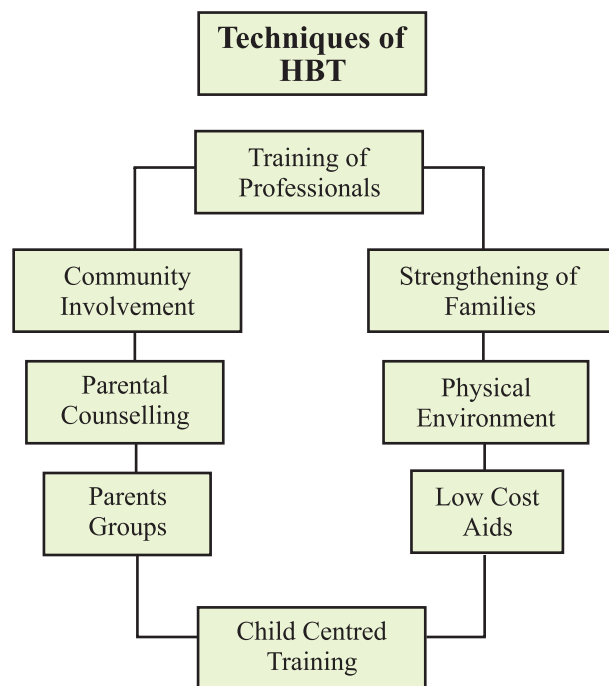 Techniques of
HBT
Training of
Professionals
Community
Involvement
Strengthening of
Families
Parental
Counselling
Physical
Environment
Parents
Groups
Low Cost
Aids
Child Centred
Training